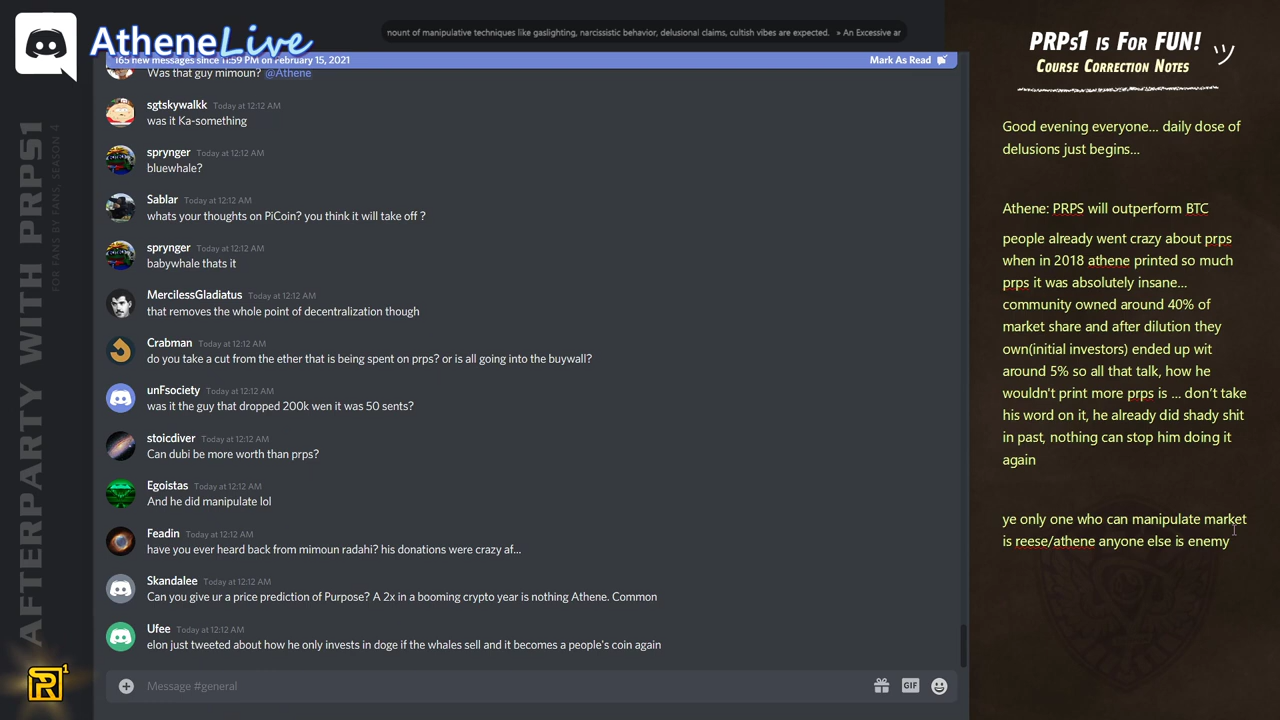 AtheneLive
nount of manipulative techniques like gaslighting, narcissistic behavior, delusional claims, cultish vibes are expected.   » An Excessive ar
165 new messages since 11:59 PM on February 15, 2021
Mark As Read
Was that guy mimoun? @Athene
sgtskywalkk Today at 12:12 AM
was it Ka-something
sprynger Today at 12:12 AM
bluewhale?
Sablar Today at 12:12 AM
whats your thoughts on PiCoin? you think it will take off ?
sprynger Today at 12:12 AM
babywhale thats it
MercilessGladiatus Today at 12:12 AM
that removes the whole point of decentralization though
Crabman Today at 12:12 AM
do you take a cut from the ether that is being spent on prps? or is all going into the buywall?
unFsociety Today at 12:12 AM
was it the guy that dropped 200k wen it was 50 sents?
stoicdiver Today at 12:12 AM
Can dubi be more worth than prps?
Egoistas Today at 12:12 AM
And he did manipulate lol
Feadin Today at 12:12 AM
have you ever heard back from mimoun radahi? his donations were crazy af...
Skandalee Today at 12:12 AM
Can you give ur a price prediction of Purpose? A 2x in a booming crypto year is nothing Athene. Common
Ufee Today at 12:12 AM
elon just tweeted about how he only invests in doge if the whales sell and it becomes a people's coin again
Message #general
GIF
AFTERPARTY WITH PRPS1
FOR FANS BY FANS, SEASON 4
PRPs1 is For FUN! ツ
Course Correction Notes
Good evening everyone... daily dose of
delusions just begins...
Athene: PRPS will outperform BTC
people already went crazy about prps
when in 2018 athene printed so much
prps it was absolutely insane...
community owned around 40% of
market share and after dilution they
own(initial investors) ended up wit
around 5% so all that talk, how he
wouldn't print more prps is ... don't take
his word on it, he already did shady shit
in past, nothing can stop him doing it
again
ye only one who can manipulate market
is reese/athene anyone else is enemy